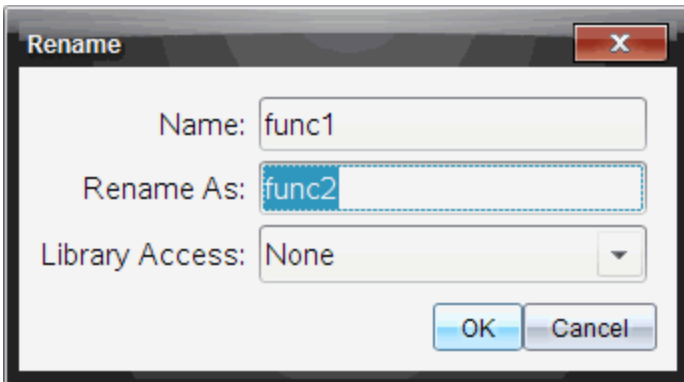 Rename
Name: func1
Rename As: func2
Library Access: None
OK Cancel